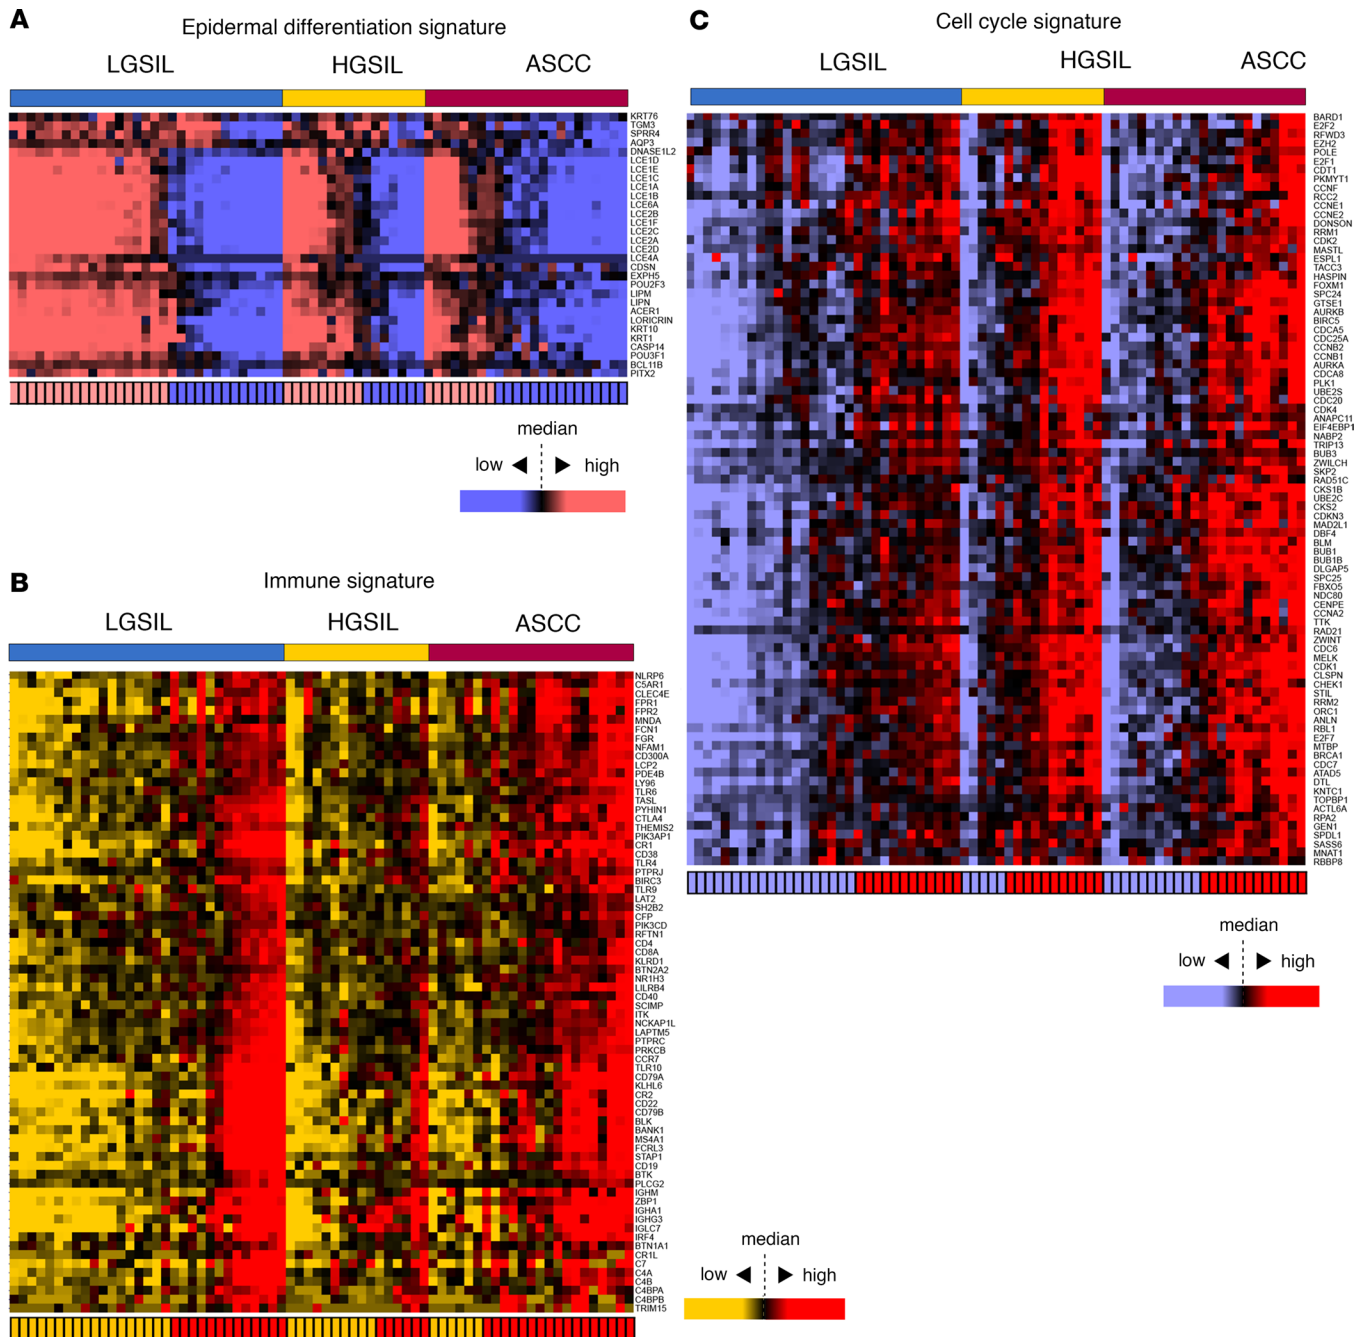 A
Epidermal differentiation signature
LGSIL HGSIL ASCC
KRT76
TGM3
SPRR4
AQP3
DNASE1L2
LCE1D
LCE1E
LCE1C
LCE1A
LCE1B
LCE6A
LCE2B
LCE1F
LCE2C
LCE2A
LCE2D
LCE4A
CDSN
EXPH5
POU2F3
LIPM
LIPN
ACER1
LORICRIN
KRT10
KRT1
CASP14
POU3F1
BCL11B
PITX2
median
low high
B
Immune signature
LGSIL HGSIL ASCC
NLRP6
C5AR1
CLEC4E
FPR1
FPR2
MNDA
FCN1
FGR
NFAM1
CD300A
LCP2
PDE4B
LY96
TLR6
TASL
PYHIN1
CTLA4
THEMIS2
PIK3AP1
CR1
CD38
TLR4
PTPRJ
BIRC3
TLR9
LAT2
SH2B2
CFP
PIK3CD
RFTN1
CD4
CD8A
KLRD1
BTN2A2
NR1H3
LILRB4
CD40
SCIMP
ITK
NCKAP1L
LAPTM5
PTPRC
PRKCB
CCR7
TLR10
CD79A
KLHL6
CR2
CD22
CD79B
BLK
BANK1
MS4A1
FCRL3
STAP1
CD19
BTK
PLCG2
IGHM
ZBP1
IGHA1
IGHG3
IGLC7
IRF4
BTN1A1
CR1L
C7
C4A
C4B
C4BPA
C4BPB
TRIM15
median
low high
C
Cell cycle signature
LGSIL HGSIL ASCC
BARD1
E2F2
RFWD3
EZH2
POLE
E2F1
CDT1
PKMYT1
CCNF
RCC2
CCNE1
CCNE2
DONSON
RRM1
CDK2
MASTL
ESPL1
TACC3
HASPIN
FOXM1
SPC24
GTSE1
AURKB
BIRC5
CDCA5
CDC25A
CCNB2
CCNB1
AURKA
CDCA8
PLK1
UBE2S
CDC20
CDK4
ANAPC11
EIF4EBP1
NABP2
TRIP13
BUB3
ZWILCH
SKP2
RAD51C
CKS1B
UBE2C
CKS2
CDKN3
MAD2L1
DBF4
BLM
BUB1
BUB1B
DLGAP5
SPC25
FBXO5
NDC80
CENPE
CCNA2
TTK
RAD21
ZWINT
CDC6
MELK
CDK1
CLSPN
CHEK1
STIL
RRM2
ORC1
ANLN
RBL1
E2F7
MTBP
BRCA1
CDC7
ATAD5
DTL
KNTC1
TOPBP1
ACTL6A
RPA2
GEN1
SPDL1
SASS6
MNAT1
RBBP8
median
low high